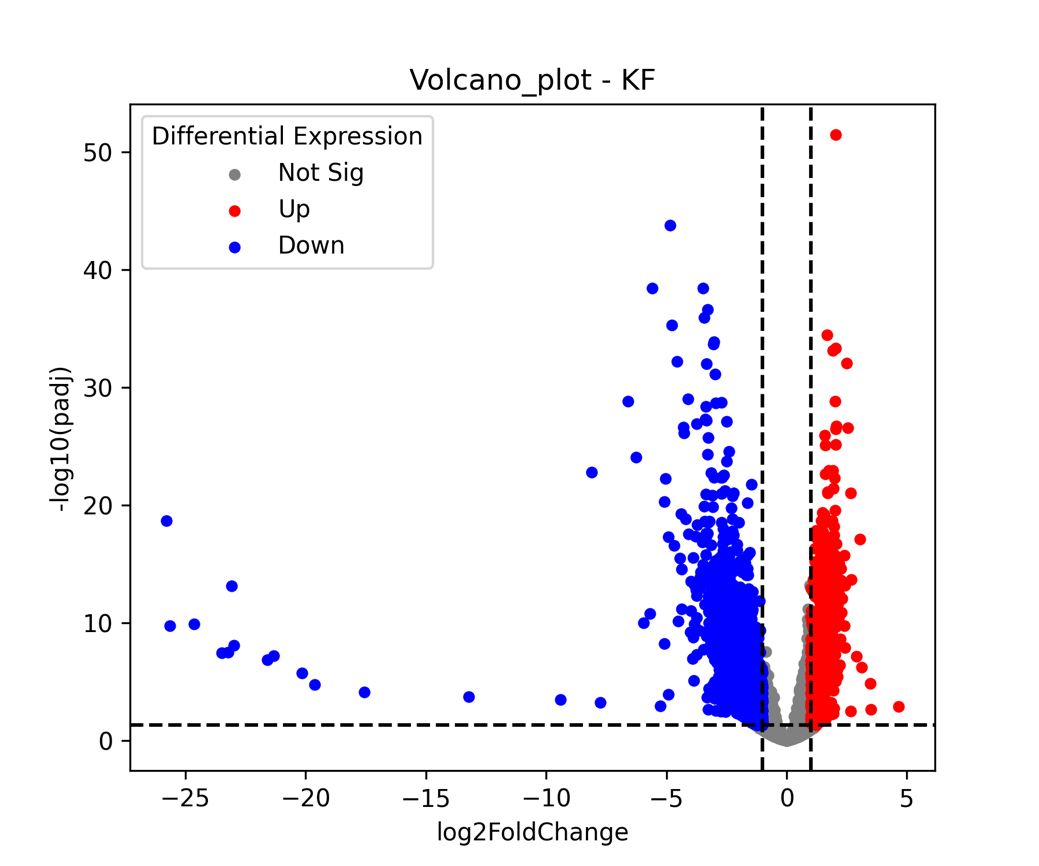 Volcano_plot - KF
Differential Expression
Not Sig
Up
Down
-log10(padj)
50
40
30
20
10
0
−25
−20
−15
−10
−5
0
5
log2FoldChange